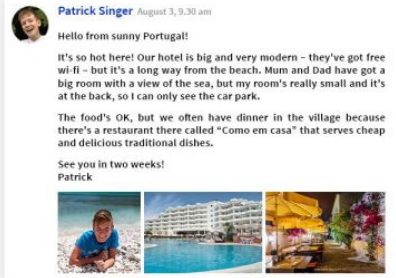 Patrick Singer August 3, 9.30 am
Hello from sunny Portugal!
It's so hot here! Our hotel is big and very modern – they've got free
wi-fi – but it's a long way from the beach. Mum and Dad have got a
big room with a view of the sea, but my room's really small and it's
at the back, so I can only see the car park.
The food's OK, but we often have dinner in the village because
there's a restaurant there called "Como em casa" that serves cheap
and delicious traditional dishes.
See you in two weeks!
Patrick